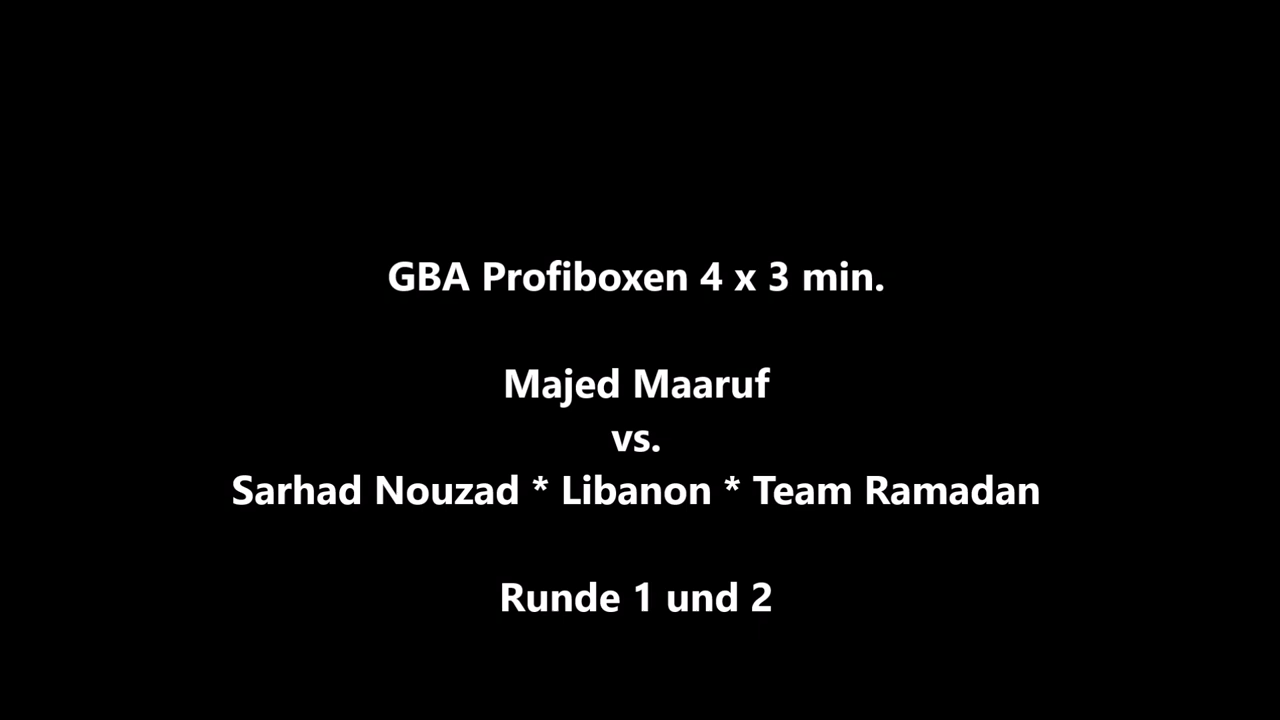 GBA Profiboxen 4 x 3 min.
Majed Maaruf
vs.
Sarhad Nouzad * Libanon * Team Ramadan
Runde 1 und 2